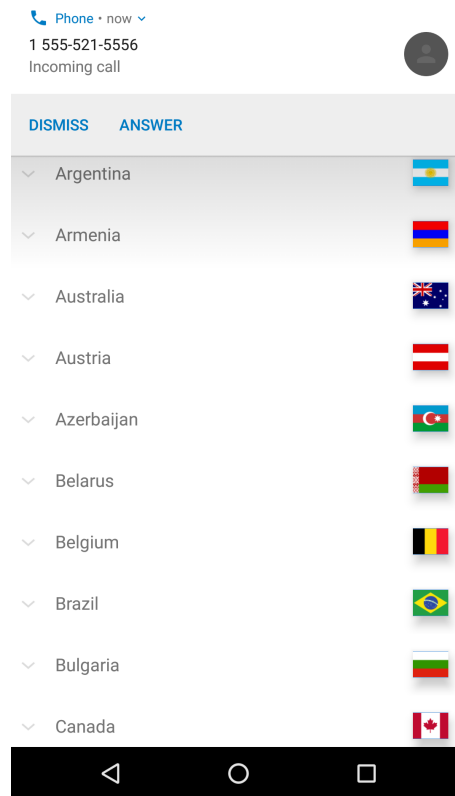 Phone • now
1 555-521-5556
Incoming call
DISMISS ANSWER
Argentina
Armenia
Australia
Austria
Azerbaijan
Belarus
Belgium
Brazil
Bulgaria
Canada